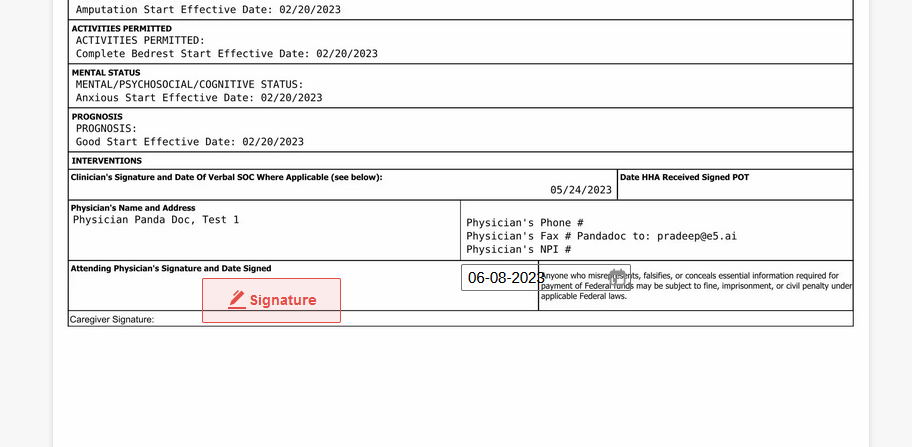 Amputation Start Effective Date: 02/20/2023
ACTIVITIES PERMITTED
ACTIVITIES PERMITTED:
Complete Bedrest Start Effective Date: 02/20/2023
MENTAL STATUS
MENTAL/PSYCHOSOCIAL/COGNITIVE STATUS:
Anxious Start Effective Date: 02/20/2023
PROGNOSIS
PROGNOSIS:
Good Start Effective Date: 02/20/2023
INTERVENTIONS
Clinician's Signature and Date Of Verbal SOC Where Applicable (see below):
05/24/2023
Date HHA Received Signed POT
Physician's Name and Address
Physician Panda Doc, Test 1
Physician's Phone #
Physician's Fax # Pandadoc to: pradeep@e5.ai
Physician's NPI #
Attending Physician's Signature and Date Signed
Signature
06-08-2023
Anyone who misrepresents, falsifies, or conceals essential information required for
payment of Federal funds may be subject to fine, imprisonment, or civil penalty under
applicable Federal laws.
Caregiver Signature: